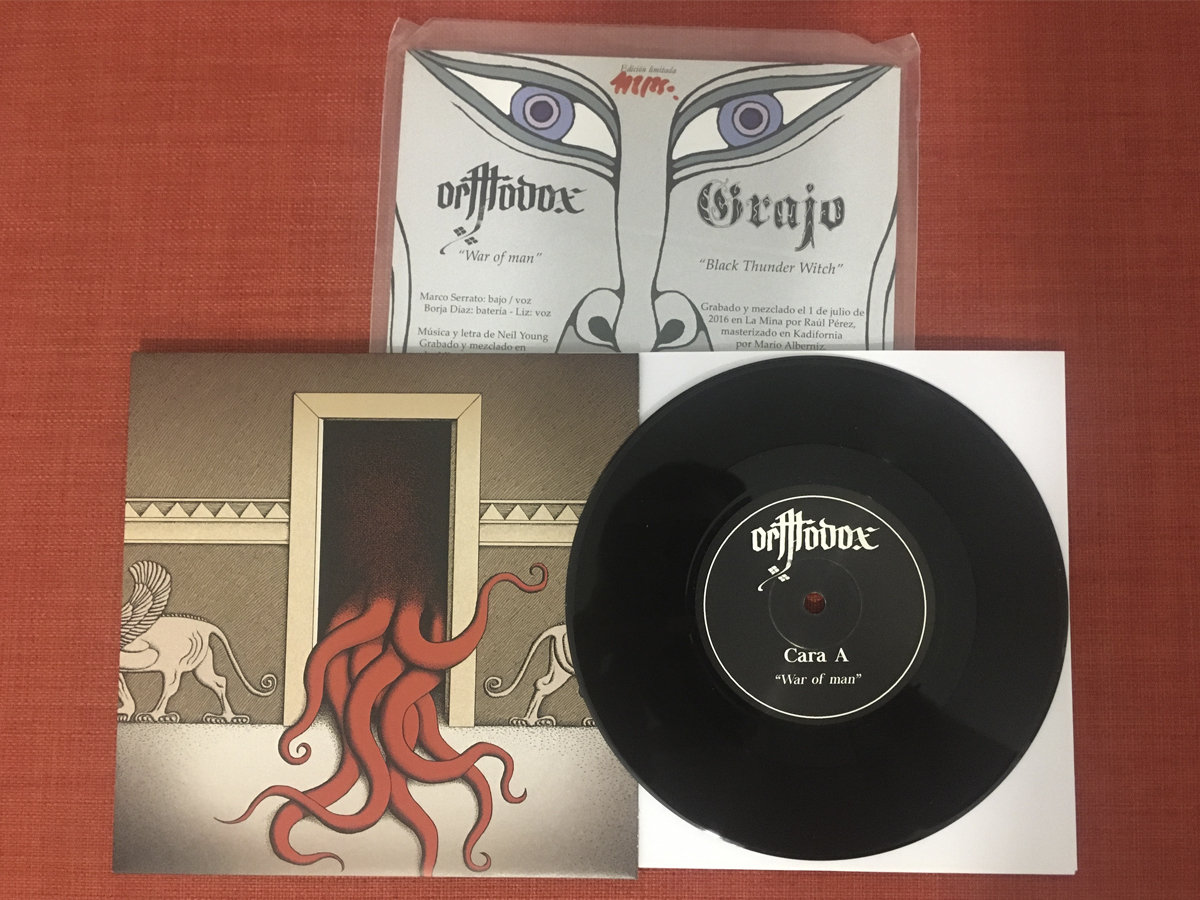 Edición limitada
Orthodox
"War of man"
Marco Serrato: bajo / voz
Borja Díaz: batería - Liz: voz
Música y letra de Neil Young
Grabado y mezclado en
Grajo
"Black Thunder Witch"
Grabado y mezclado el 1 de julio de
2016 en La Mina por Raúl Pérez,
masterizado en Kadifornia
por Mario Alberniz.
Orthodox
Cara A
"War of man"